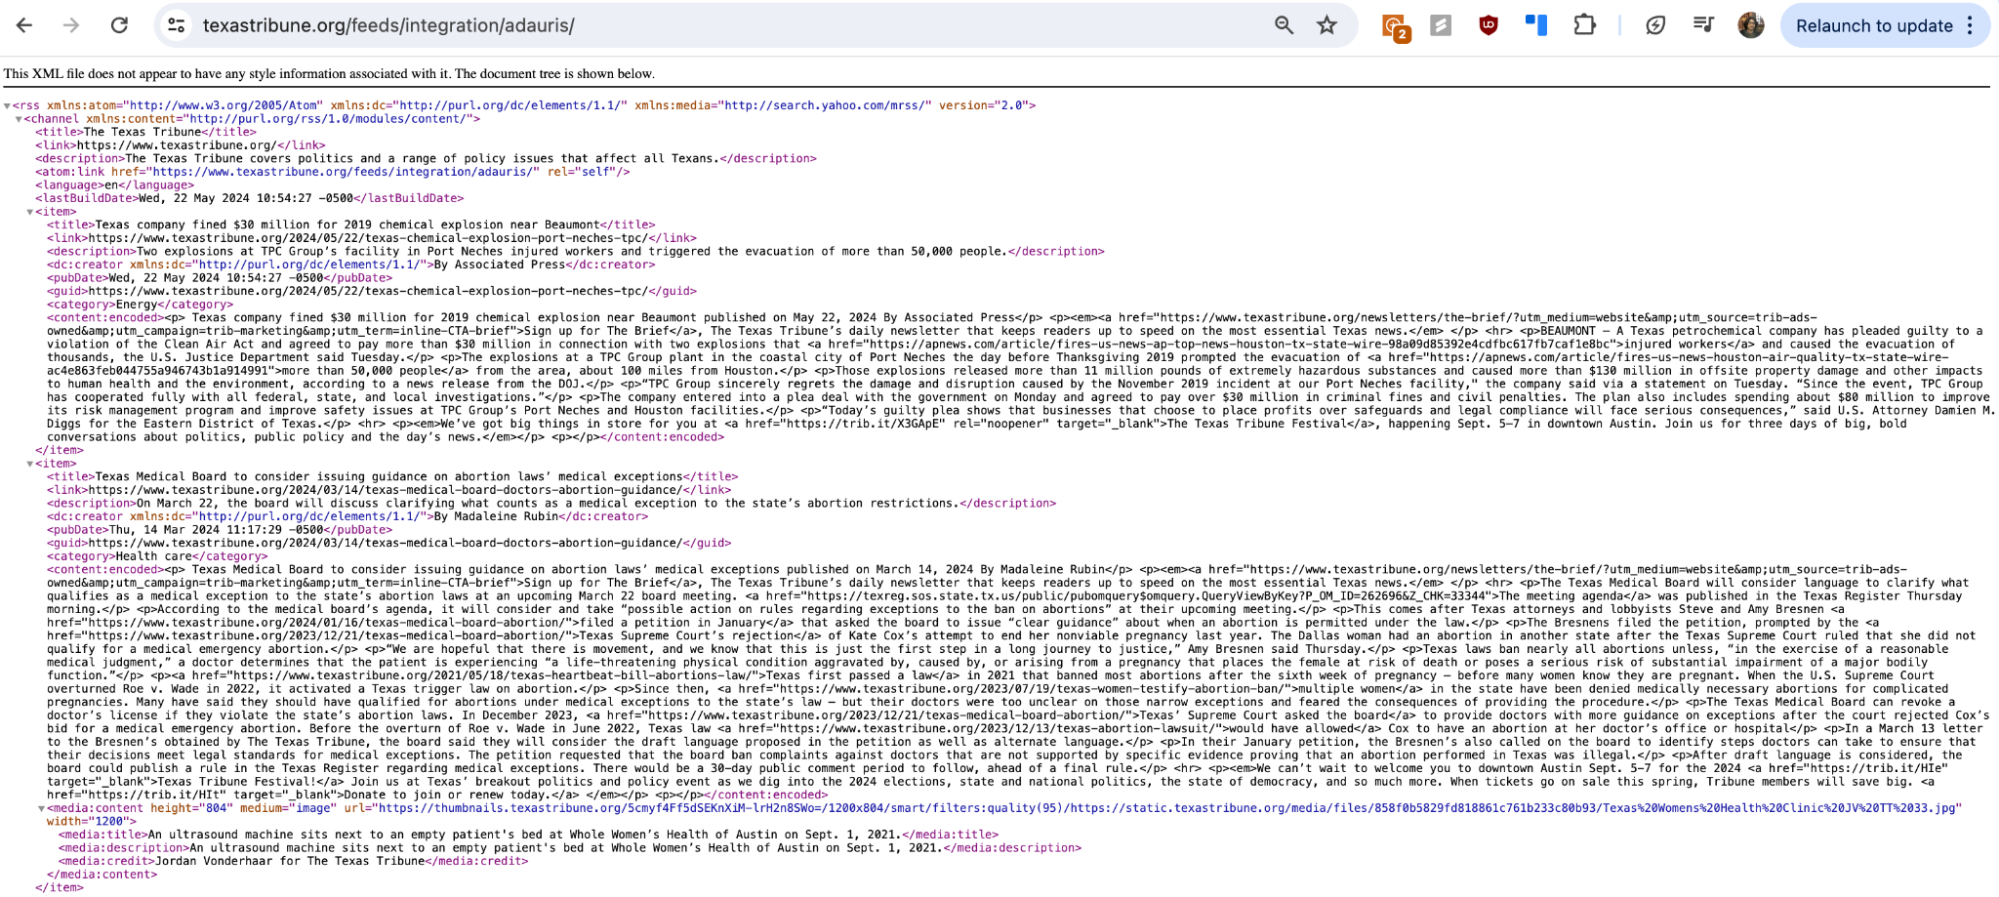 texastribune.org/feeds/integration/adauris/
2
Relaunch to update
This XML file does not appear to have any style information associated with it. The document tree is shown below.
<rss xmlns:atom="http://www.w3.org/2005/Atom" xmlns:dc="http://purl.org/dc/elements/1.1/" xmlns:media="http://search.yahoo.com/mrss/" version="2.0">
<channel xmlns:content="http://purl.org/rss/1.0/modules/content/">
<title>The Texas Tribune</title>
<link>https://www.texastribune.org/</link>
<description>The Texas Tribune covers politics and a range of policy issues that affect all Texans.</description>
<atom:link href="https://www.texastribune.org/feeds/integration/adauris/" rel="self"/>
<language>en</language>
<lastBuildDate>Wed, 22 May 2024 10:54:27 -0500</lastBuildDate>
<item>
<title>Texas company fined $30 million for 2019 chemical explosion near Beaumont</title>
<link>https://www.texastribune.org/2024/05/22/texas-chemical-explosion-port-neches-tpc/</link>
<description>Two explosions at TPC Group’s facility in Port Neches injured workers and triggered the evacuation of more than 50,000 people.</description>
<dc:creator xmlns:dc="http://purl.org/dc/elements/1.1/">By Associated Press</dc:creator>
<pubDate>Wed, 22 May 2024 10:54:27 -0500</pubDate>
<guid>https://www.texastribune.org/2024/05/22/texas-chemical-explosion-port-neches-tpc/</guid>
<category>Energy</category>
<content:encoded><p> Texas company fined $30 million for 2019 chemical explosion near Beaumont published on May 22, 2024 By Associated Press</p> <p><em><a href="https://www.texastribune.org/newsletters/the-brief/?utm_medium=website&amp;utm_source=trib-ads-
owned&amp;utm_campaign=trib-marketing&amp;utm_term=inline-CTA-brief">Sign up for The Brief</a>, The Texas Tribune’s daily newsletter that keeps readers up to speed on the most essential Texas news.</em> </p> <hr> <p>BEAUMONT — A Texas petrochemical company has pleaded guilty to a
violation of the Clean Air Act and agreed to pay more than $30 million in connection with two explosions that <a href="https://apnews.com/article/fires-us-news-ap-top-news-houston-tx-state-wire-98a09d85392e4cdfbc617fb7caf1e8bc">injured workers</a> and caused the evacuation of
thousands, the U.S. Justice Department said Tuesday.</p> <p>The explosions at a TPC Group plant in the coastal city of Port Neches the day before Thanksgiving 2019 prompted the evacuation of <a href="https://apnews.com/article/fires-us-news-houston-air-quality-tx-state-wire-
ac4e863feb044755a946743b1a914991">more than 50,000 people</a> from the area, about 100 miles from Houston.</p> <p>Those explosions released more than 11 million pounds of extremely hazardous substances and caused more than $130 million in offsite property damage and other impacts
to human health and the environment, according to a news release from the DOJ.</p> <p>“TPC Group sincerely regrets the damage and disruption caused by the November 2019 incident at our Port Neches facility," the company said via a statement on Tuesday. “Since the event, TPC Group
has cooperated fully with all federal, state, and local investigations.”</p> <p>The company entered into a plea deal with the government on Monday and agreed to pay over $30 million in criminal fines and civil penalties. The plan also includes spending about $80 million to improve
its risk management program and improve safety issues at TPC Group’s Port Neches and Houston facilities.</p> <p>“Today’s guilty plea shows that businesses that choose to place profits over safeguards and legal compliance will face serious consequences,” said U.S. Attorney Damien M.
Diggs for the Eastern District of Texas.</p> <hr> <p><em>We’ve got big things in store for you at <a href="https://trib.it/X3GApE" rel="noopener" target="_blank">The Texas Tribune Festival</a>, happening Sept. 5–7 in downtown Austin. Join us for three days of big, bold
conversations about politics, public policy and the day’s news.</em></p> <p></p></content:encoded>
</item>
<item>
<title>Texas Medical Board to consider issuing guidance on abortion laws’ medical exceptions</title>
<link>https://www.texastribune.org/2024/03/14/texas-medical-board-doctors-abortion-guidance/</link>
<description>On March 22, the board will discuss clarifying what counts as a medical exception to the state’s abortion restrictions.</description>
<dc:creator xmlns:dc="http://purl.org/dc/elements/1.1/">By Madaleine Rubin</dc:creator>
<pubDate>Thu, 14 Mar 2024 11:17:29 -0500</pubDate>
<guid>https://www.texastribune.org/2024/03/14/texas-medical-board-doctors-abortion-guidance/</guid>
<category>Health care</category>
<content:encoded><p> Texas Medical Board to consider issuing guidance on abortion laws’ medical exceptions published on March 14, 2024 By Madaleine Rubin</p> <p><em><a href="https://www.texastribune.org/newsletters/the-brief/?utm_medium=website&amp;utm_source=trib-ads-
owned&amp;utm_campaign=trib-marketing&amp;utm_term=inline-CTA-brief">Sign up for The Brief</a>, The Texas Tribune’s daily newsletter that keeps readers up to speed on the most essential Texas news.</em> </p> <hr> <p>The Texas Medical Board will consider language to clarify what
qualifies as a medical exception to the state’s abortion laws at an upcoming March 22 board meeting. <a href="https://texreg.sos.state.tx.us/public/pubomquery$omquery.QueryViewByKey?P_OM_ID=262696&Z_CHK=33344">The meeting agenda</a> was published in the Texas Register Thursday
morning.</p> <p>According to the medical board’s agenda, it will consider and take “possible action on rules regarding exceptions to the ban on abortions” at their upcoming meeting.</p> <p>This comes after Texas attorneys and lobbyists Steve and Amy Bresnen <a
href="https://www.texastribune.org/2024/01/16/texas-medical-board-abortion/">filed a petition in January</a> that asked the board to issue “clear guidance” about when an abortion is permitted under the law.</p> <p>The Bresnens filed the petition, prompted by the <a
href="https://www.texastribune.org/2023/12/21/texas-medical-board-abortion/">Texas Supreme Court’s rejection</a> of Kate Cox’s attempt to end her nonviable pregnancy last year. The Dallas woman had an abortion in another state after the Texas Supreme Court ruled that she did not
qualify for a medical emergency abortion.</p> <p>“We are hopeful that there is movement, and we know that this is just the first step in a long journey to justice,” Amy Bresnen said Thursday.</p> <p>Texas laws ban nearly all abortions unless, “in the exercise of a reasonable
medical judgment,” a doctor determines that the patient is experiencing “a life-threatening physical condition aggravated by, caused by, or arising from a pregnancy that places the female at risk of death or poses a serious risk of substantial impairment of a major bodily
function.”</p> <p><a href="https://www.texastribune.org/2021/05/18/texas-heartbeat-bill-abortions-law/">Texas first passed a law</a> in 2021 that banned most abortions after the sixth week of pregnancy — before many women know they are pregnant. When the U.S. Supreme Court
overturned Roe v. Wade in 2022, it activated a Texas trigger law on abortion.</p> <p>Since then, <a href="https://www.texastribune.org/2023/07/19/texas-women-testify-abortion-ban/">multiple women</a> in the state have been denied medically necessary abortions for complicated
pregnancies. Many have said they should have qualified for abortions under medical exceptions to the state’s law — but their doctors were too unclear on those narrow exceptions and feared the consequences of providing the procedure.</p> <p>The Texas Medical Board can revoke a
doctor’s license if they violate the state’s abortion laws. In December 2023, <a href="https://www.texastribune.org/2023/12/21/texas-medical-board-abortion/">Texas’ Supreme Court asked the board</a> to provide doctors with more guidance on exceptions after the court rejected Cox’s
bid for a medical emergency abortion. Before the overturn of Roe v. Wade in June 2022, Texas law <a href="https://www.texastribune.org/2023/12/13/texas-abortion-lawsuit/">would have allowed</a> Cox to have an abortion at her doctor’s office or hospital</p> <p>In a March 13 letter
to the Bresnen’s obtained by The Texas Tribune, the board said they will consider the draft language proposed in the petition as well as alternate language.</p> <p>In their January petition, the Bresnen’s also called on the board to identify steps doctors can take to ensure that
their decisions meet legal standards for medical exceptions. The petition requested that the board ban complaints against doctors that are not supported by specific evidence proving that an abortion performed in Texas was illegal.</p> <p>After draft language is considered, the
board could publish a rule in the Texas Register regarding medical exceptions. There would be a 30-day public comment period to follow, ahead of a final rule.</p> <hr> <p><em>We can’t wait to welcome you to downtown Austin Sept. 5-7 for the 2024 <a href="https://trib.it/HIe"
target="_blank">Texas Tribune Festival!</a> Join us at Texas’ breakout politics and policy event as we dig into the 2024 elections, state and national politics, the state of democracy, and so much more. When tickets go on sale this spring, Tribune members will save big. <a
href="https://trib.it/HIt" target="_blank">Donate to join or renew today.</a> </em></p> <p></p></content:encoded>
<media:content height="804" medium="image" url="https://thumbnails.texastribune.org/5cmyf4Ff5dSEKnXiM-lrH2n8SWo=/1200x804/smart/filters:quality(95)/https://static.texastribune.org/media/files/858f0b5829fd818861c761b233c80b93/Texas%20Womens%20Health%20Clinic%20JV%20TT%2033.jpg"
width="1200">
<media:title>An ultrasound machine sits next to an empty patient's bed at Whole Women’s Health of Austin on Sept. 1, 2021.</media:title>
<media:description>An ultrasound machine sits next to an empty patient's bed at Whole Women’s Health of Austin on Sept. 1, 2021.</media:description>
<media:credit>Jordan Vonderhaar for The Texas Tribune</media:credit>
</media:content>
</item>